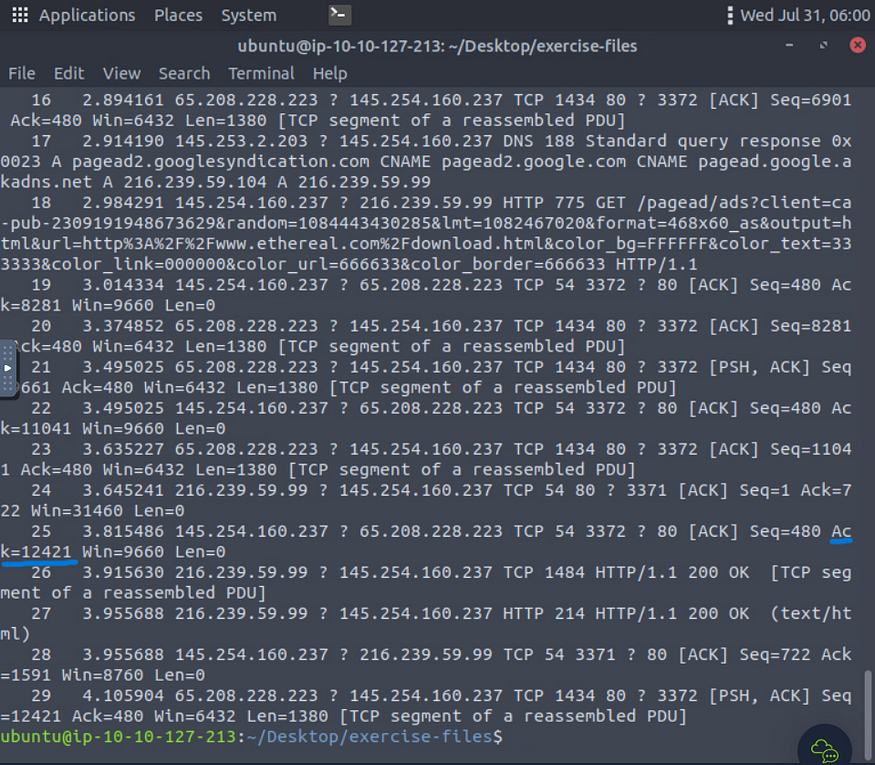 Applications Places System Wed Jul 31, 06:00
ubuntu@ip-10-10-127-213: ~/Desktop/exercise-files
File Edit View Search Terminal Help
16 2.894161 65.208.228.223 ? 145.254.160.237 TCP 1434 80 ? 3372 [ACK] Seq=6901
Ack=480 Win=6432 Len=1380 [TCP segment of a reassembled PDU]
17 2.914190 145.253.2.203 ? 145.254.160.237 DNS 188 Standard query response 0x
0023 A pagead2.googlesyndication.com CNAME pagead2.google.com CNAME pagead.google.a
kadns.net A 216.239.59.104 A 216.239.59.99
18 2.984291 145.254.160.237 ? 216.239.59.99 HTTP 775 GET /pagead/ads?client=ca
-pub-2309191948673629&random=1084443430285&lmt=1082467020&format=468x60_as&output=h
tml&url=http%3A%2F%2Fwww.ethereal.com%2Fdownload.html&color_bg=FFFFFF&color_text=33
3333&color_link=000000&color_url=666633&color_border=666633 HTTP/1.1
19 3.014334 145.254.160.237 ? 65.208.228.223 TCP 54 3372 ? 80 [ACK] Seq=480 Ac
k=8281 Win=9660 Len=0
20 3.374852 65.208.228.223 ? 145.254.160.237 TCP 1434 80 ? 3372 [ACK] Seq=8281
ck=480 Win=6432 Len=1380 [TCP segment of a reassembled PDU]
21 3.495025 65.208.228.223 ? 145.254.160.237 TCP 1434 80 ? 3372 [PSH, ACK] Seq
661 Ack=480 Win=6432 Len=1380 [TCP segment of a reassembled PDU]
22 3.495025 145.254.160.237 ? 65.208.228.223 TCP 54 3372 ? 80 [ACK] Seq=480 Ac
k=11041 Win=9660 Len=0
23 3.635227 65.208.228.223 ? 145.254.160.237 TCP 1434 80 ? 3372 [ACK] Seq=1104
1 Ack=480 Win=6432 Len=1380 [TCP segment of a reassembled PDU]
24 3.645241 216.239.59.99 ? 145.254.160.237 TCP 54 80 ? 3371 [ACK] Seq=1 Ack=7
22 Win=31460 Len=0
25 3.815486 145.254.160.237 ? 65.208.228.223 TCP 54 3372 ? 80 [ACK] Seq=480 Ac
k=12421 Win=9660 Len=0
26 3.915630 216.239.59.99 ? 145.254.160.237 TCP 1484 HTTP/1.1 200 OK [TCP seg
ment of a reassembled PDU]
27 3.955688 216.239.59.99 ? 145.254.160.237 HTTP 214 HTTP/1.1 200 OK (text/ht
ml)
28 3.955688 145.254.160.237 ? 216.239.59.99 TCP 54 3371 ? 80 [ACK] Seq=722 Ack
=1591 Win=8760 Len=0
29 4.105904 65.208.228.223 ? 145.254.160.237 TCP 1434 80 ? 3372 [PSH, ACK] Seq
=12421 Ack=480 Win=6432 Len=1380 [TCP segment of a reassembled PDU]
ubuntu@ip-10-10-127-213:~/Desktop/exercise-files$